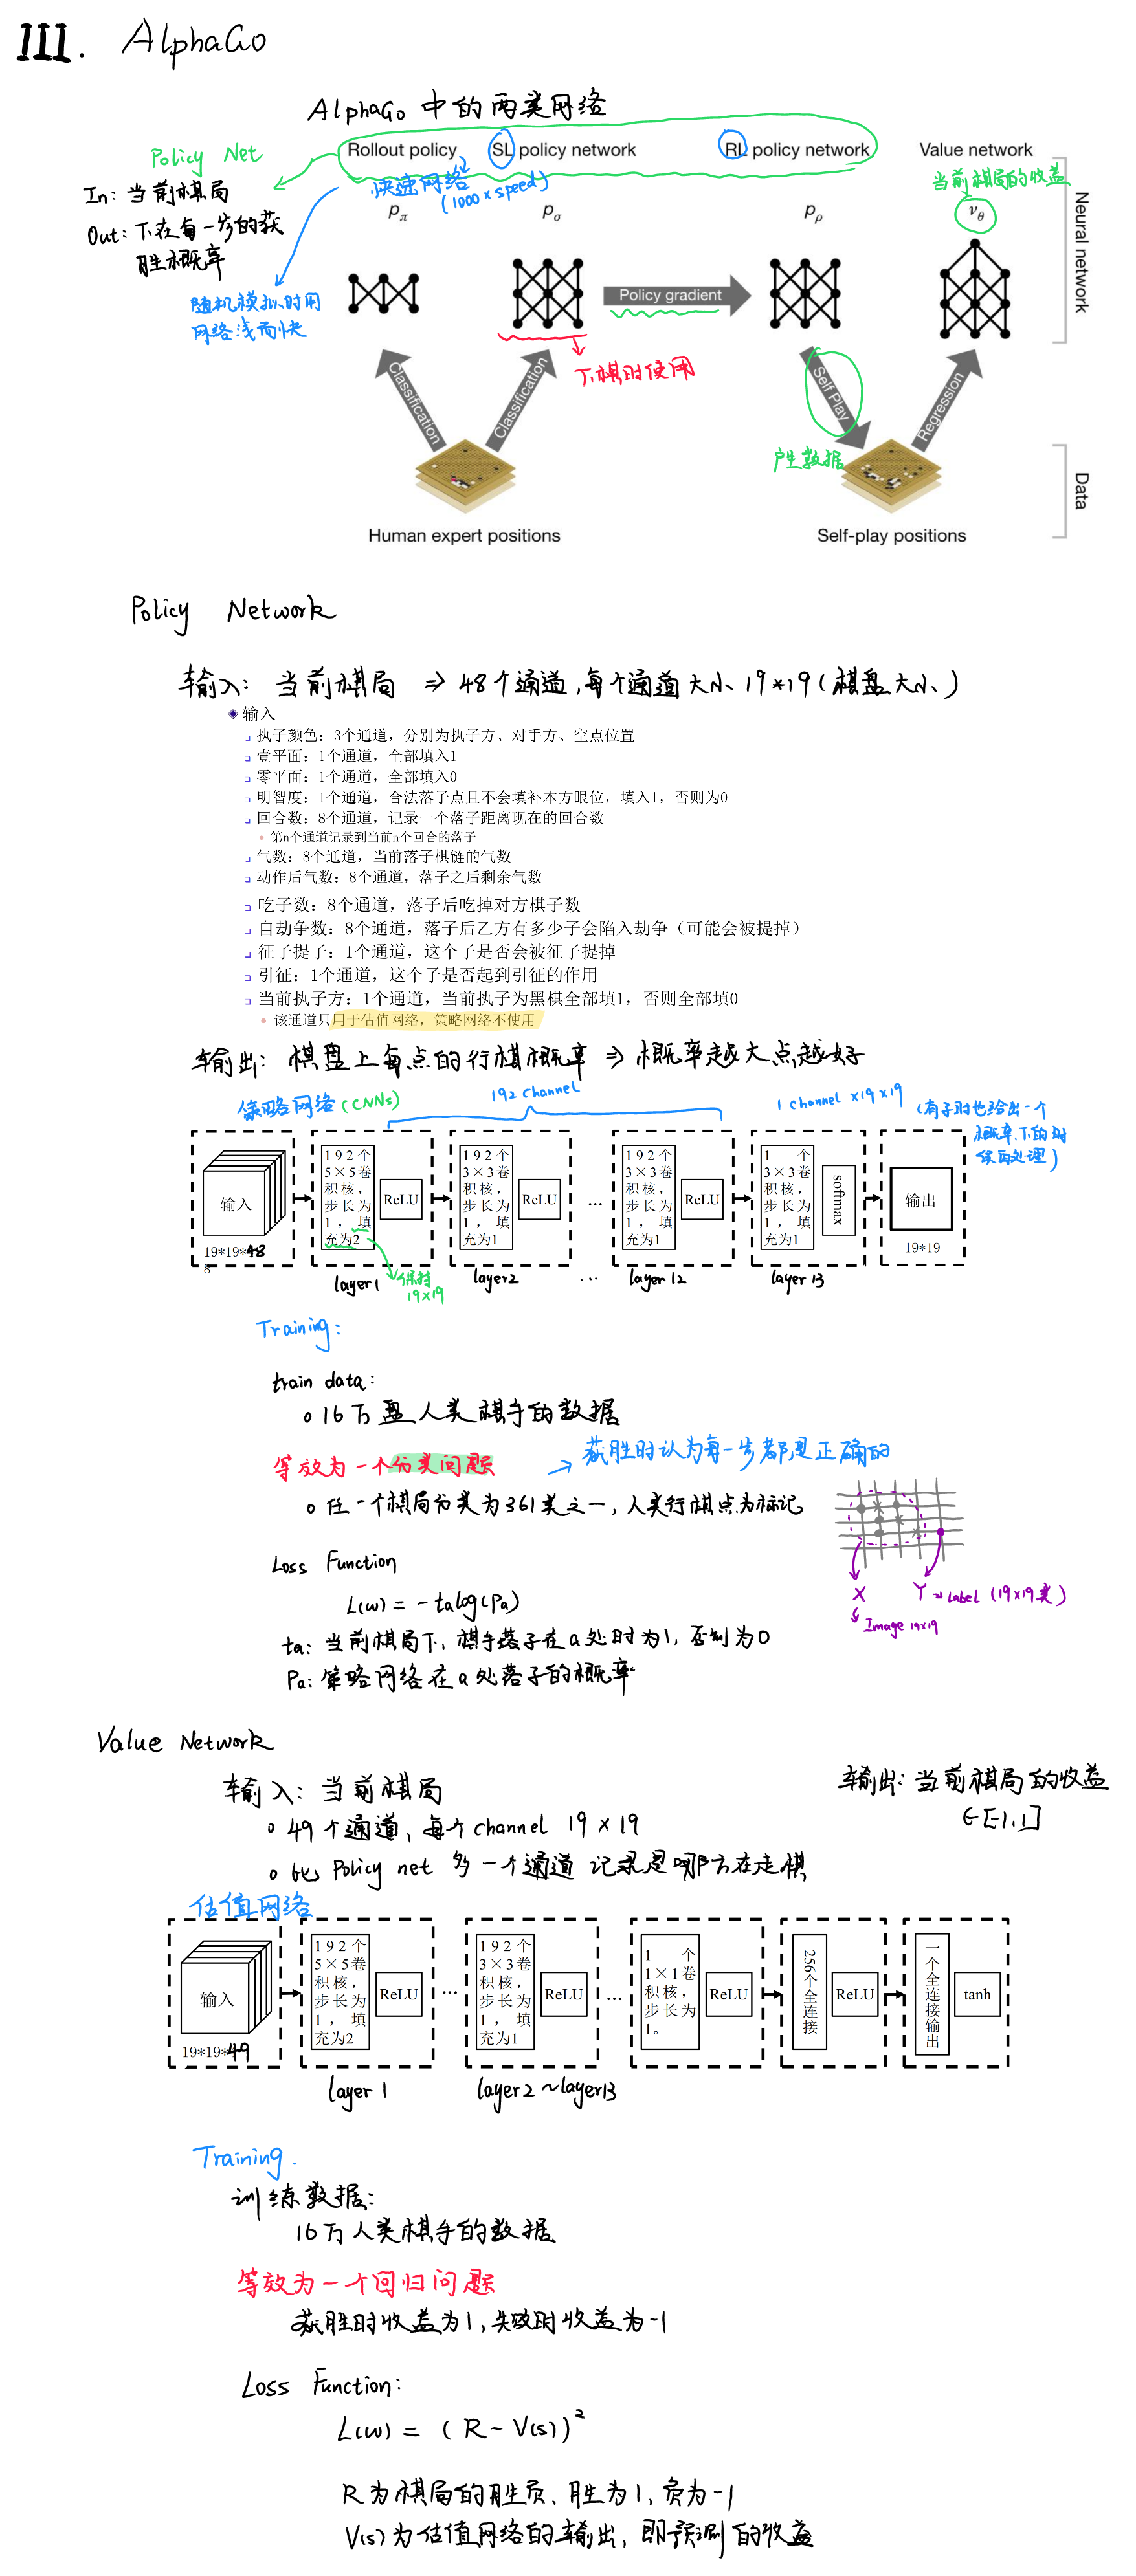 III. AlphaGo
AlphaGo 中的两类网络
Policy Net
Rollout policy
SL policy network
RL policy network
Value network
In: 当前棋局
快速网络
(1000 × speed)
当前棋局的收益
Out: 下在每一步的获
胜概率
pπ
pσ
pρ
νθ
Neural network
随机模拟时用
网络浅而快
Policy gradient
下棋时使用
Classification
Classification
Self Play
Regression
产生数据
Data
Human expert positions
Self-play positions
Policy Network
输入: 当前棋局 ⇒ 48个通道,每个通道大小 19*19(棋盘大小)
输入
执子颜色：3个通道，分别为执子方、对手方、空点位置
壹平面：1个通道，全部填入1
零平面：1个通道，全部填入0
明智度：1个通道，合法落子点且不会填补本方眼位，填入1，否则为0
回合数：8个通道，记录一个落子距离现在的回合数
第n个通道记录到当前n个回合的落子
气数：8个通道，当前落子棋链的气数
动作后气数：8个通道，落子之后剩余气数
吃子数：8个通道，落子后吃掉对方棋子数
自劫争数：8个通道，落子后乙方有多少子会陷入劫争（可能会被提掉）
征子提子：1个通道，这个子是否会被征子提掉
引征：1个通道，这个子是否起到引征的作用
当前执子方：1个通道，当前执子为黑棋全部填1，否则全部填0
该通道只用于估值网络，策略网络不使用
输出: 棋盘上每点的行棋概率 ⇒ 概率越大点越好
策略网络(CNNs)
192 channel
1 channel ×19×19
(有子时也给出一个
概率,下的时
候再处理)
输入
19*19*48
8
192个
5×5卷
积核，
步长为
1，填
充为2
ReLU
192个
3×3卷
积核，
步长为
1，填
充为1
ReLU
...
192个
3×3卷
积核，
步长为
1，填
充为1
ReLU
1个
3×3卷
积核，
步长为
1，填
充为1
softmax
输出
19*19
layer1
保持
19×19
layer2
...
layer 12
layer 13
Training:
train data:
16万盘人类棋手的数据
等效为一个分类问题
→ 获胜时认为每一步都是正确的
任一个棋局分类为361类之一,人类行棋点为标记
X
Y⇒Label (19×19类)
Image 19×19
Loss Function
L(w) = -ta log(Pa)
ta: 当前棋局下,棋手落子在a处时为1,否则为0
Pa: 策略网络在a处落子的概率
Value Network
输入: 当前棋局
输出: 当前棋局的收益
∈[-1,1]
49个通道,每个channel 19×19
比 Policy net 多一个通道 记录是哪方在走棋
估值网络
输入
19*19*49
192个
5×5卷
积核，
步长为
1，填
充为2
ReLU
...
192个
3×3卷
积核，
步长为
1，填
充为1
ReLU
...
1个
1×1卷
积核，
步长为
1。
ReLU
256个全连接
ReLU
一个全连接输出
tanh
layer 1
layer2 ~layer13
Training.
训练数据:
16万人类棋手的数据
等效为一个回归问题
获胜时收益为1,失败时收益为-1
Loss Function:
L(w) = (R - V(s))²
R为棋局的胜负,胜为1,负为-1
V(s)为估值网络的输出,即预测的收益